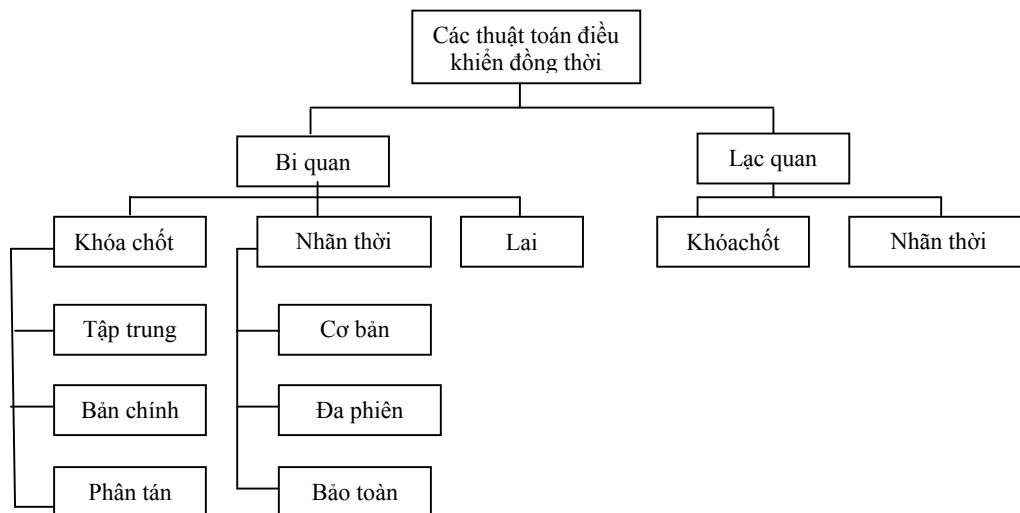 Các thuật toán điều
khiển đồng thời
Bi quan
Lạc quan
Khóa chốt
Nhãn thời
Lai
Khóachốt
Nhãn thời
Tập trung
Cơ bản
Bản chính
Đa phiên
Phân tán
Bảo toàn